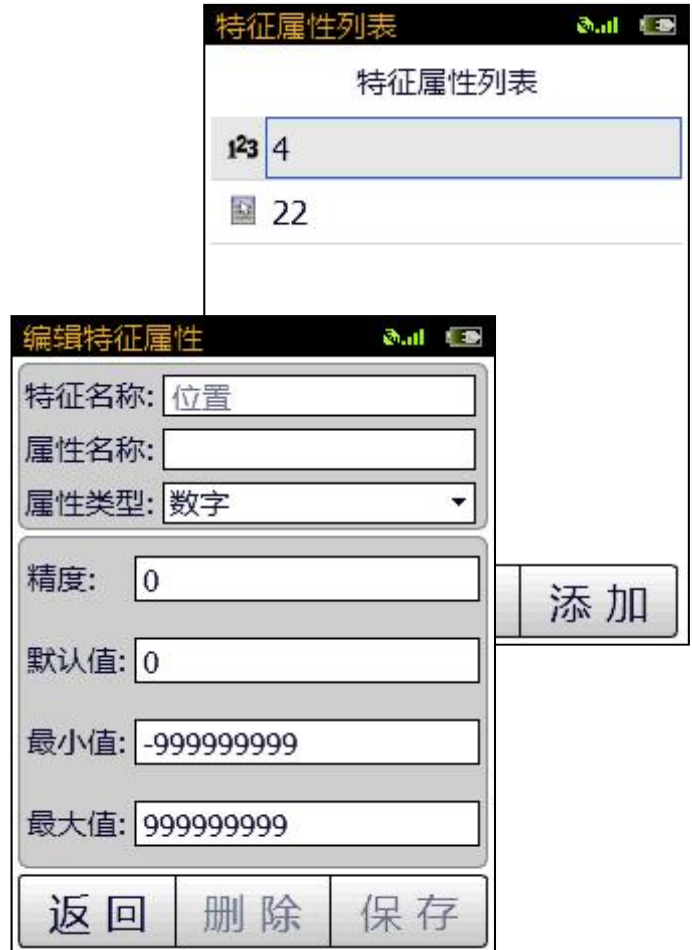 特征属性列表
特征属性列表
123 4
22
添加
编辑特征属性
特征名称: 位置
属性名称:
属性类型: 数字
精度: 0
默认值: 0
最小值: -999999999
最大值: 999999999
返回 删除 保存